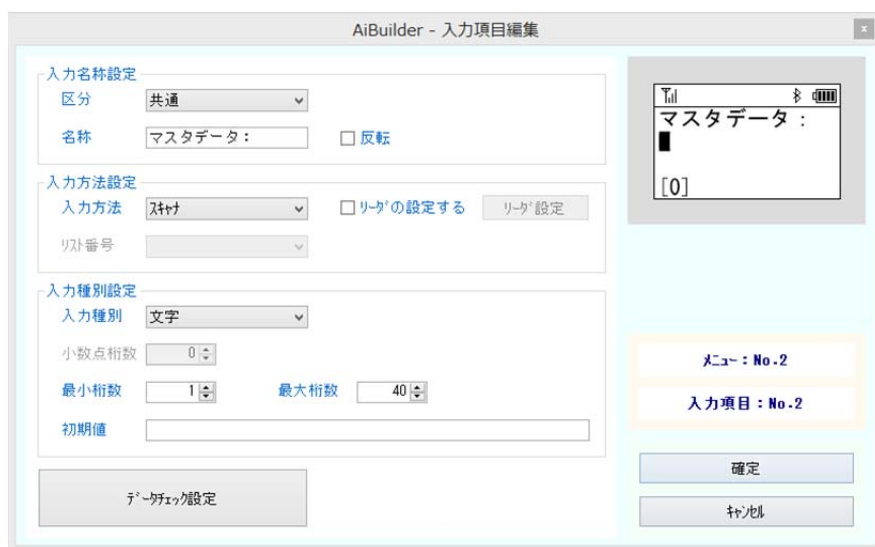 AiBuilder - 入力項目編集
x
入力名称設定
区分 共通
名称 マスタデータ： 反転
入力方法設定
入力方法 ｽｷｬﾅ ﾘｰﾀﾞの設定する ﾘｰﾀﾞ設定
ﾘｽﾄ番号
入力種別設定
入力種別 文字
小数点桁数 0
最小桁数 1 最大桁数 40
初期値
ﾃﾞｰﾀﾁｪｯｸ設定
マスタデータ：
[0]
ﾒﾆｭｰ：No.2
入力項目：No.2
確定
ｷｬﾝｾﾙ